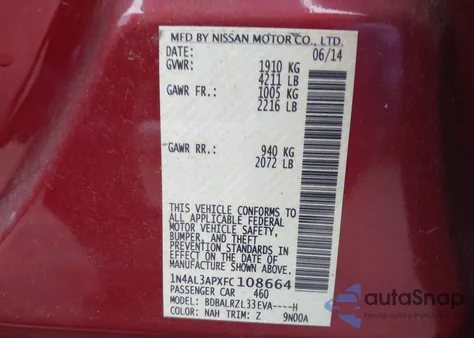 MFD BY NISSAN MOTOR CO., LTD.
DATE: 06/14
GVWR: 1910 KG
4211 LB
GAWR FR.: 1005 KG
2216 LB
GAWR RR.: 940 KG
2072 LB
THIS VEHICLE CONFORMS TO
ALL APPLICABLE FEDERAL
MOTOR VEHICLE SAFETY,
BUMPER, AND THEFT
PREVENTION STANDARDS IN
EFFECT ON THE DATE OF
MANUFACTURE SHOWN ABOVE.
1N4AL3APXFC108664
PASSENGER CAR 460
MODEL: BDBALRZL33EVA----H
COLOR: NAH TRIM: Z 9N00A
autoSnap